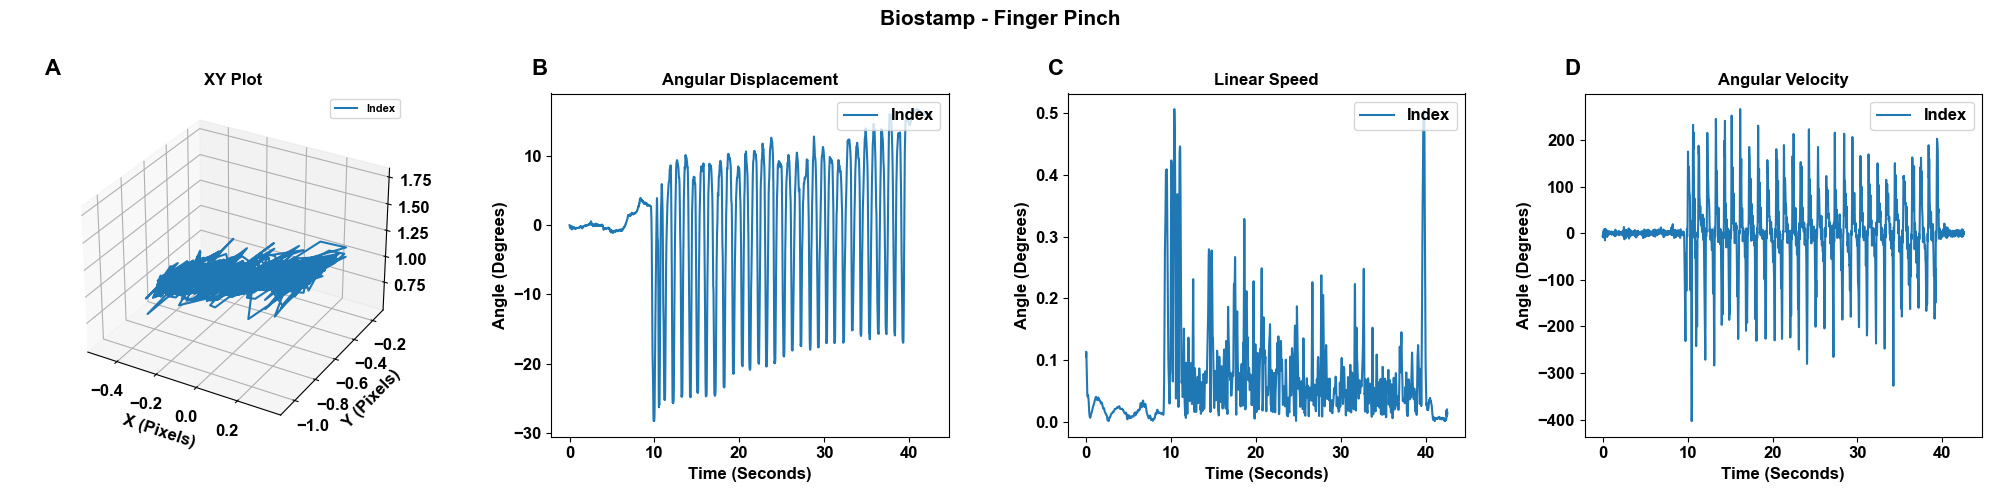 Biostamp - Finger Pinch
A
XY Plot
Index
1.75
1.50
1.25
1.00
0.75
−0.2
−0.4
−0.6
−0.8
−1.0
Y (Pixels)
−0.4
−0.2
0.0
0.2
X (Pixels)
B
Angular Displacement
Index
10
0
−10
−20
−30
Angle (Degrees)
0 10 20 30 40
Time (Seconds)
C
Linear Speed
Index
0.5
0.4
0.3
0.2
0.1
0.0
Angle (Degrees)
0 10 20 30 40
Time (Seconds)
D
Angular Velocity
Index
200
100
0
−100
−200
−300
−400
Angle (Degrees)
0 10 20 30 40
Time (Seconds)